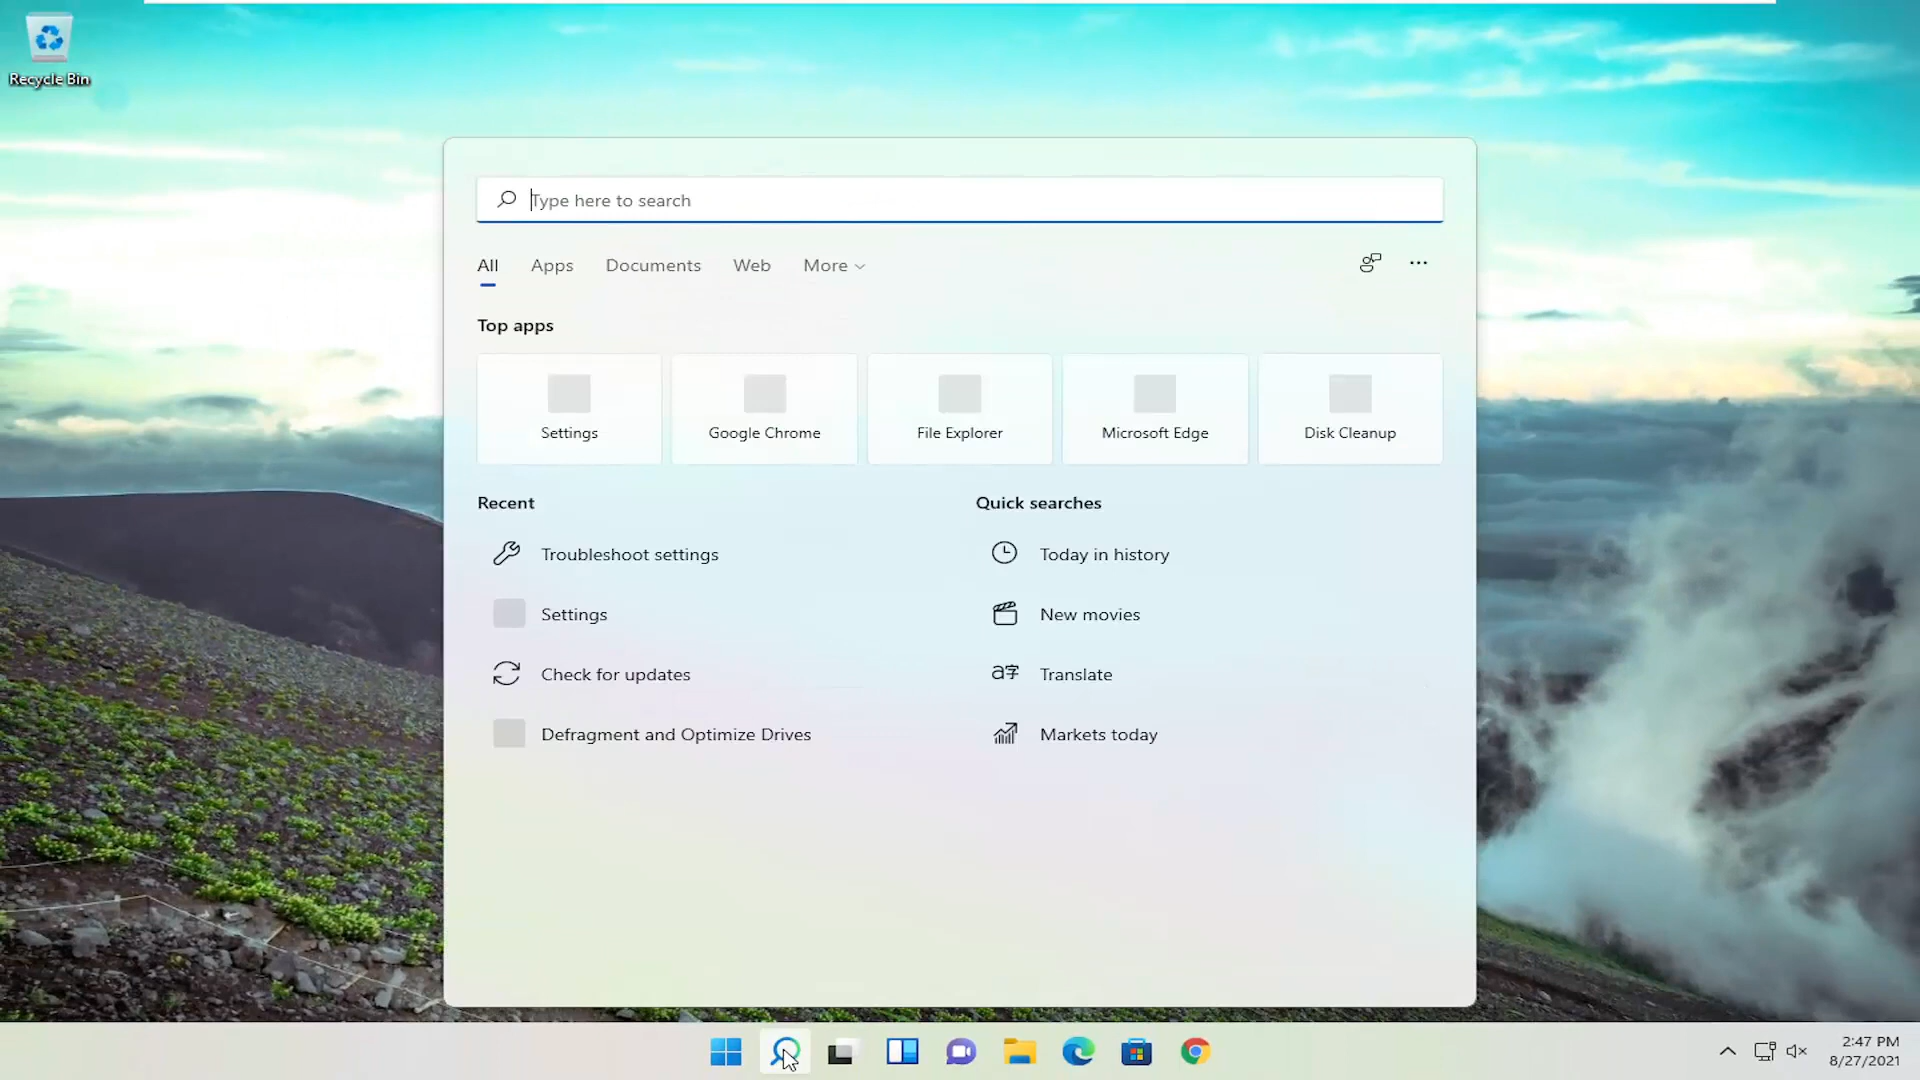 Recycle Bin
Type here to search
All Apps Documents Web More
Top apps
Settings Google Chrome File Explorer Microsoft Edge Disk Cleanup
Recent
Troubleshoot settings
Settings
Check for updates
Defragment and Optimize Drives
Quick searches
Today in history
New movies
Translate
Markets today
2:47 PM
8/27/2021